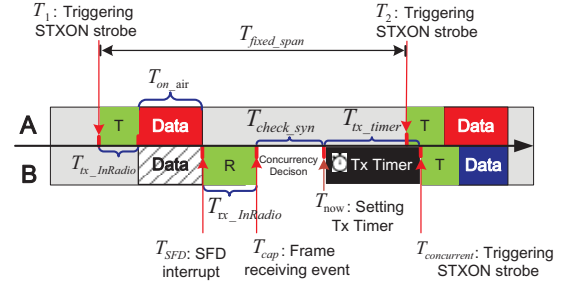 T1: Triggering STXON strobe
T2: Triggering STXON strobe
Tfixed_span
Ton_air
A
T
Data
Tcheck_syn
Ttx_timer
T
Data
B
Data
R
Concurrency Decison
Tx Timer
T
Data
Ttx_InRadio
Trx_InRadio
Tnow: Setting Tx Timer
TSFD: SFD interrupt
Tcap: Frame receiving event
Tconcurrent: Triggering STXON strobe